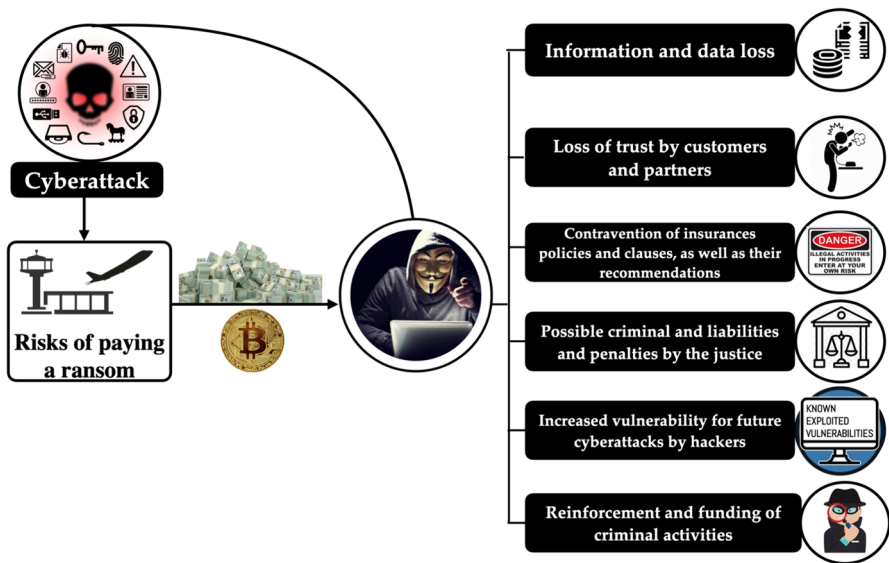 Cyberattack
Risks of paying
a ransom
Information and data loss
Loss of trust by customers
and partners
Contravention of insurances
policies and clauses, as well as their
recommendations
DANGER
ILLEGAL ACTIVITIES
IN PROGRESS
ENTER AT YOUR
OWN RISK
Possible criminal and liabilities
and penalties by the justice
Increased vulnerability for future
cyberattacks by hackers
KNOWN
EXPLOITED
VULNERABILITIES
Reinforcement and funding of
criminal activities